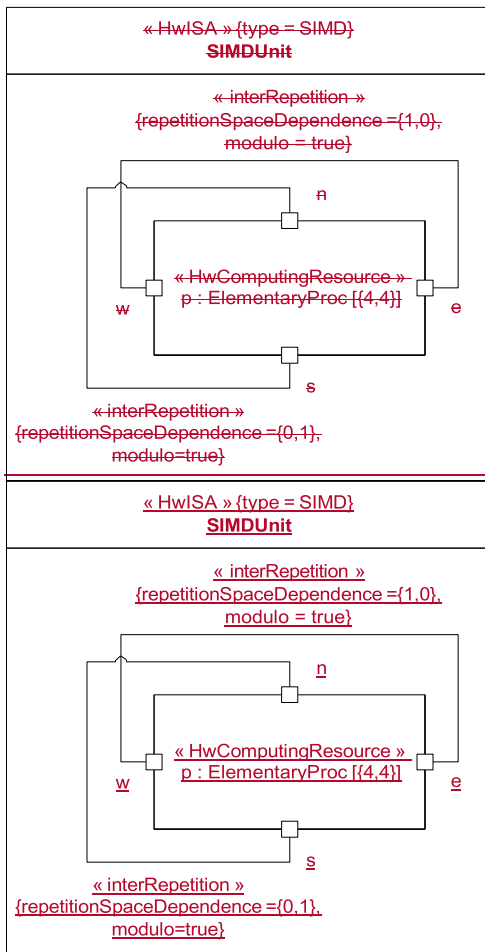 « HwISA » {type = SIMD}
SIMDUnit
« interRepetition »
{repetitionSpaceDependence ={1,0},
modulo = true}
n
« HwComputingResource »
p : ElementaryProc [{4,4}]
w
e
s
« interRepetition »
{repetitionSpaceDependence ={0,1},
modulo=true}
« HwISA » {type = SIMD}
SIMDUnit
« interRepetition »
{repetitionSpaceDependence ={1,0},
modulo = true}
n
« HwComputingResource »
p : ElementaryProc [{4,4}]
w
e
s
« interRepetition »
{repetitionSpaceDependence ={0,1},
modulo=true}